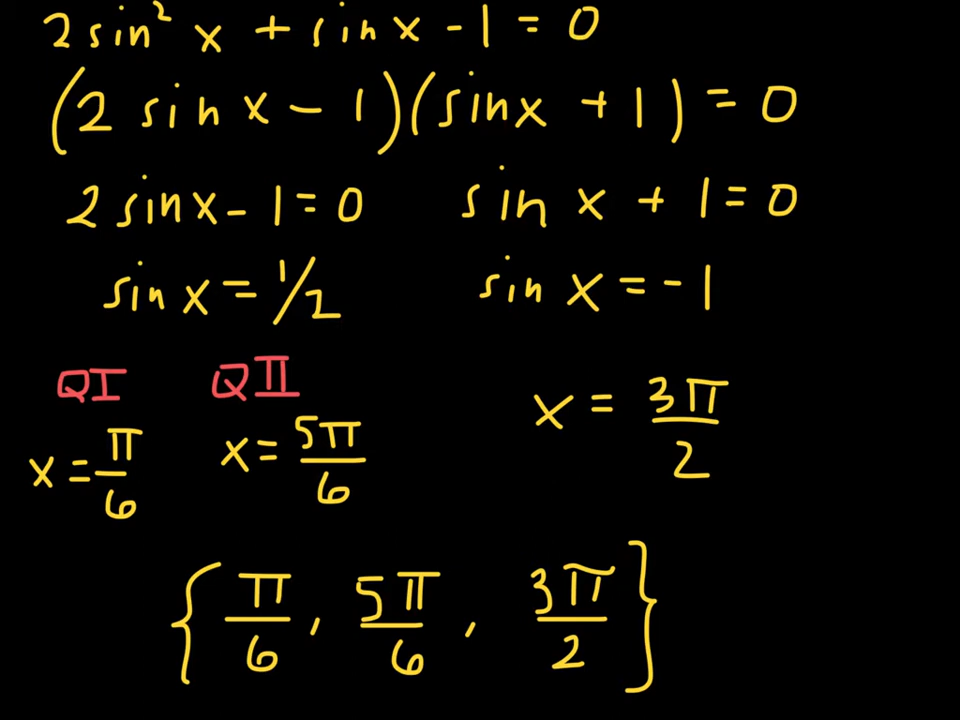 2 sin² x + sin x - 1 = 0
(2 sin x - 1)(sin x + 1) = 0
2 sin x - 1 = 0 sin x + 1 = 0
sin x = 1/2 sin x = -1
QI QII
x = π/6 x = 5π/6 x = 3π/2
{π/6, 5π/6, 3π/2}